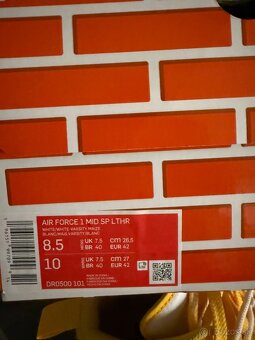 AIR FORCE 1 MID SP LTHR
WHITE/WHITE-VARSITY MAIZE
BLANC/MAIS VARSITY/BLANC
8.5 UK 7.5 CM 26.5
BR 40 EUR 42
10 UK 7.5 CM 27
BR 40 EUR 42
DR0500 101